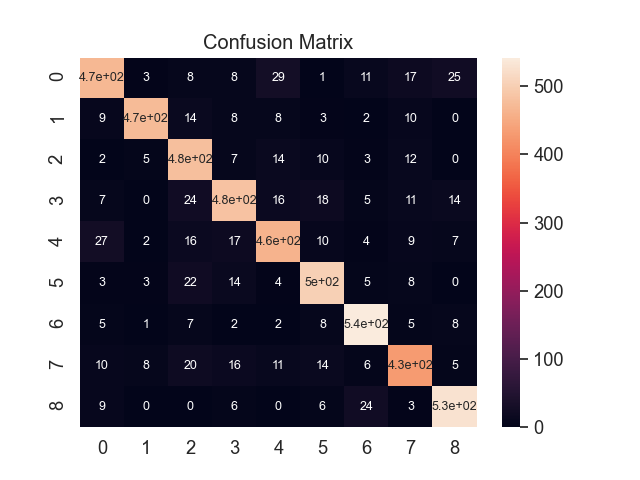 Confusion Matrix
0 4.7e+02 3 8 8 29 1 11 17 25
1 9 4.7e+02 14 8 8 3 2 10 0
2 2 5 4.8e+02 7 14 10 3 12 0
3 7 0 24 4.8e+02 16 18 5 11 14
4 27 2 16 17 4.6e+02 10 4 9 7
5 3 3 22 14 4 5e+02 5 8 0
6 5 1 7 2 2 8 5.4e+02 5 8
7 10 8 20 16 11 14 6 4.3e+02 5
8 9 0 0 6 0 6 24 3 5.3e+02
0 1 2 3 4 5 6 7 8
500
400
300
200
100
0